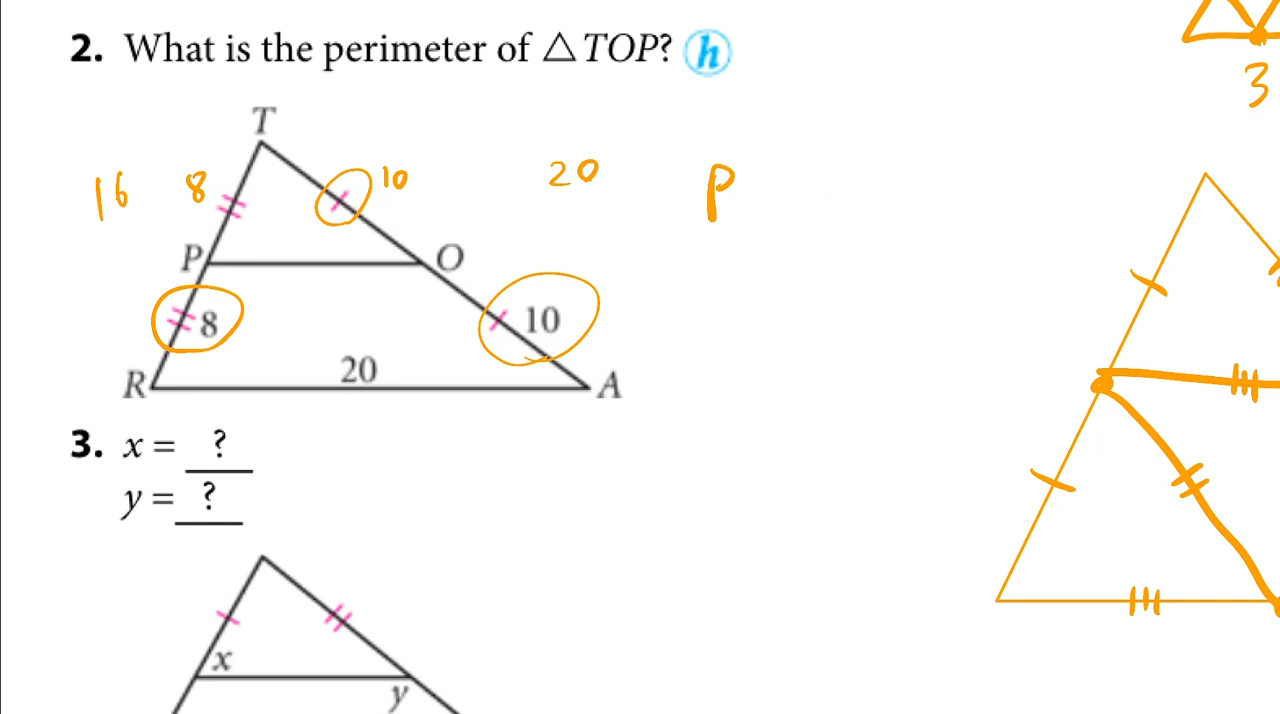 2. What is the perimeter of △TOP? h
3
T
16 8 10 20 P
P O
8 10
20
R A
3. x = ?
y = ?
x
y